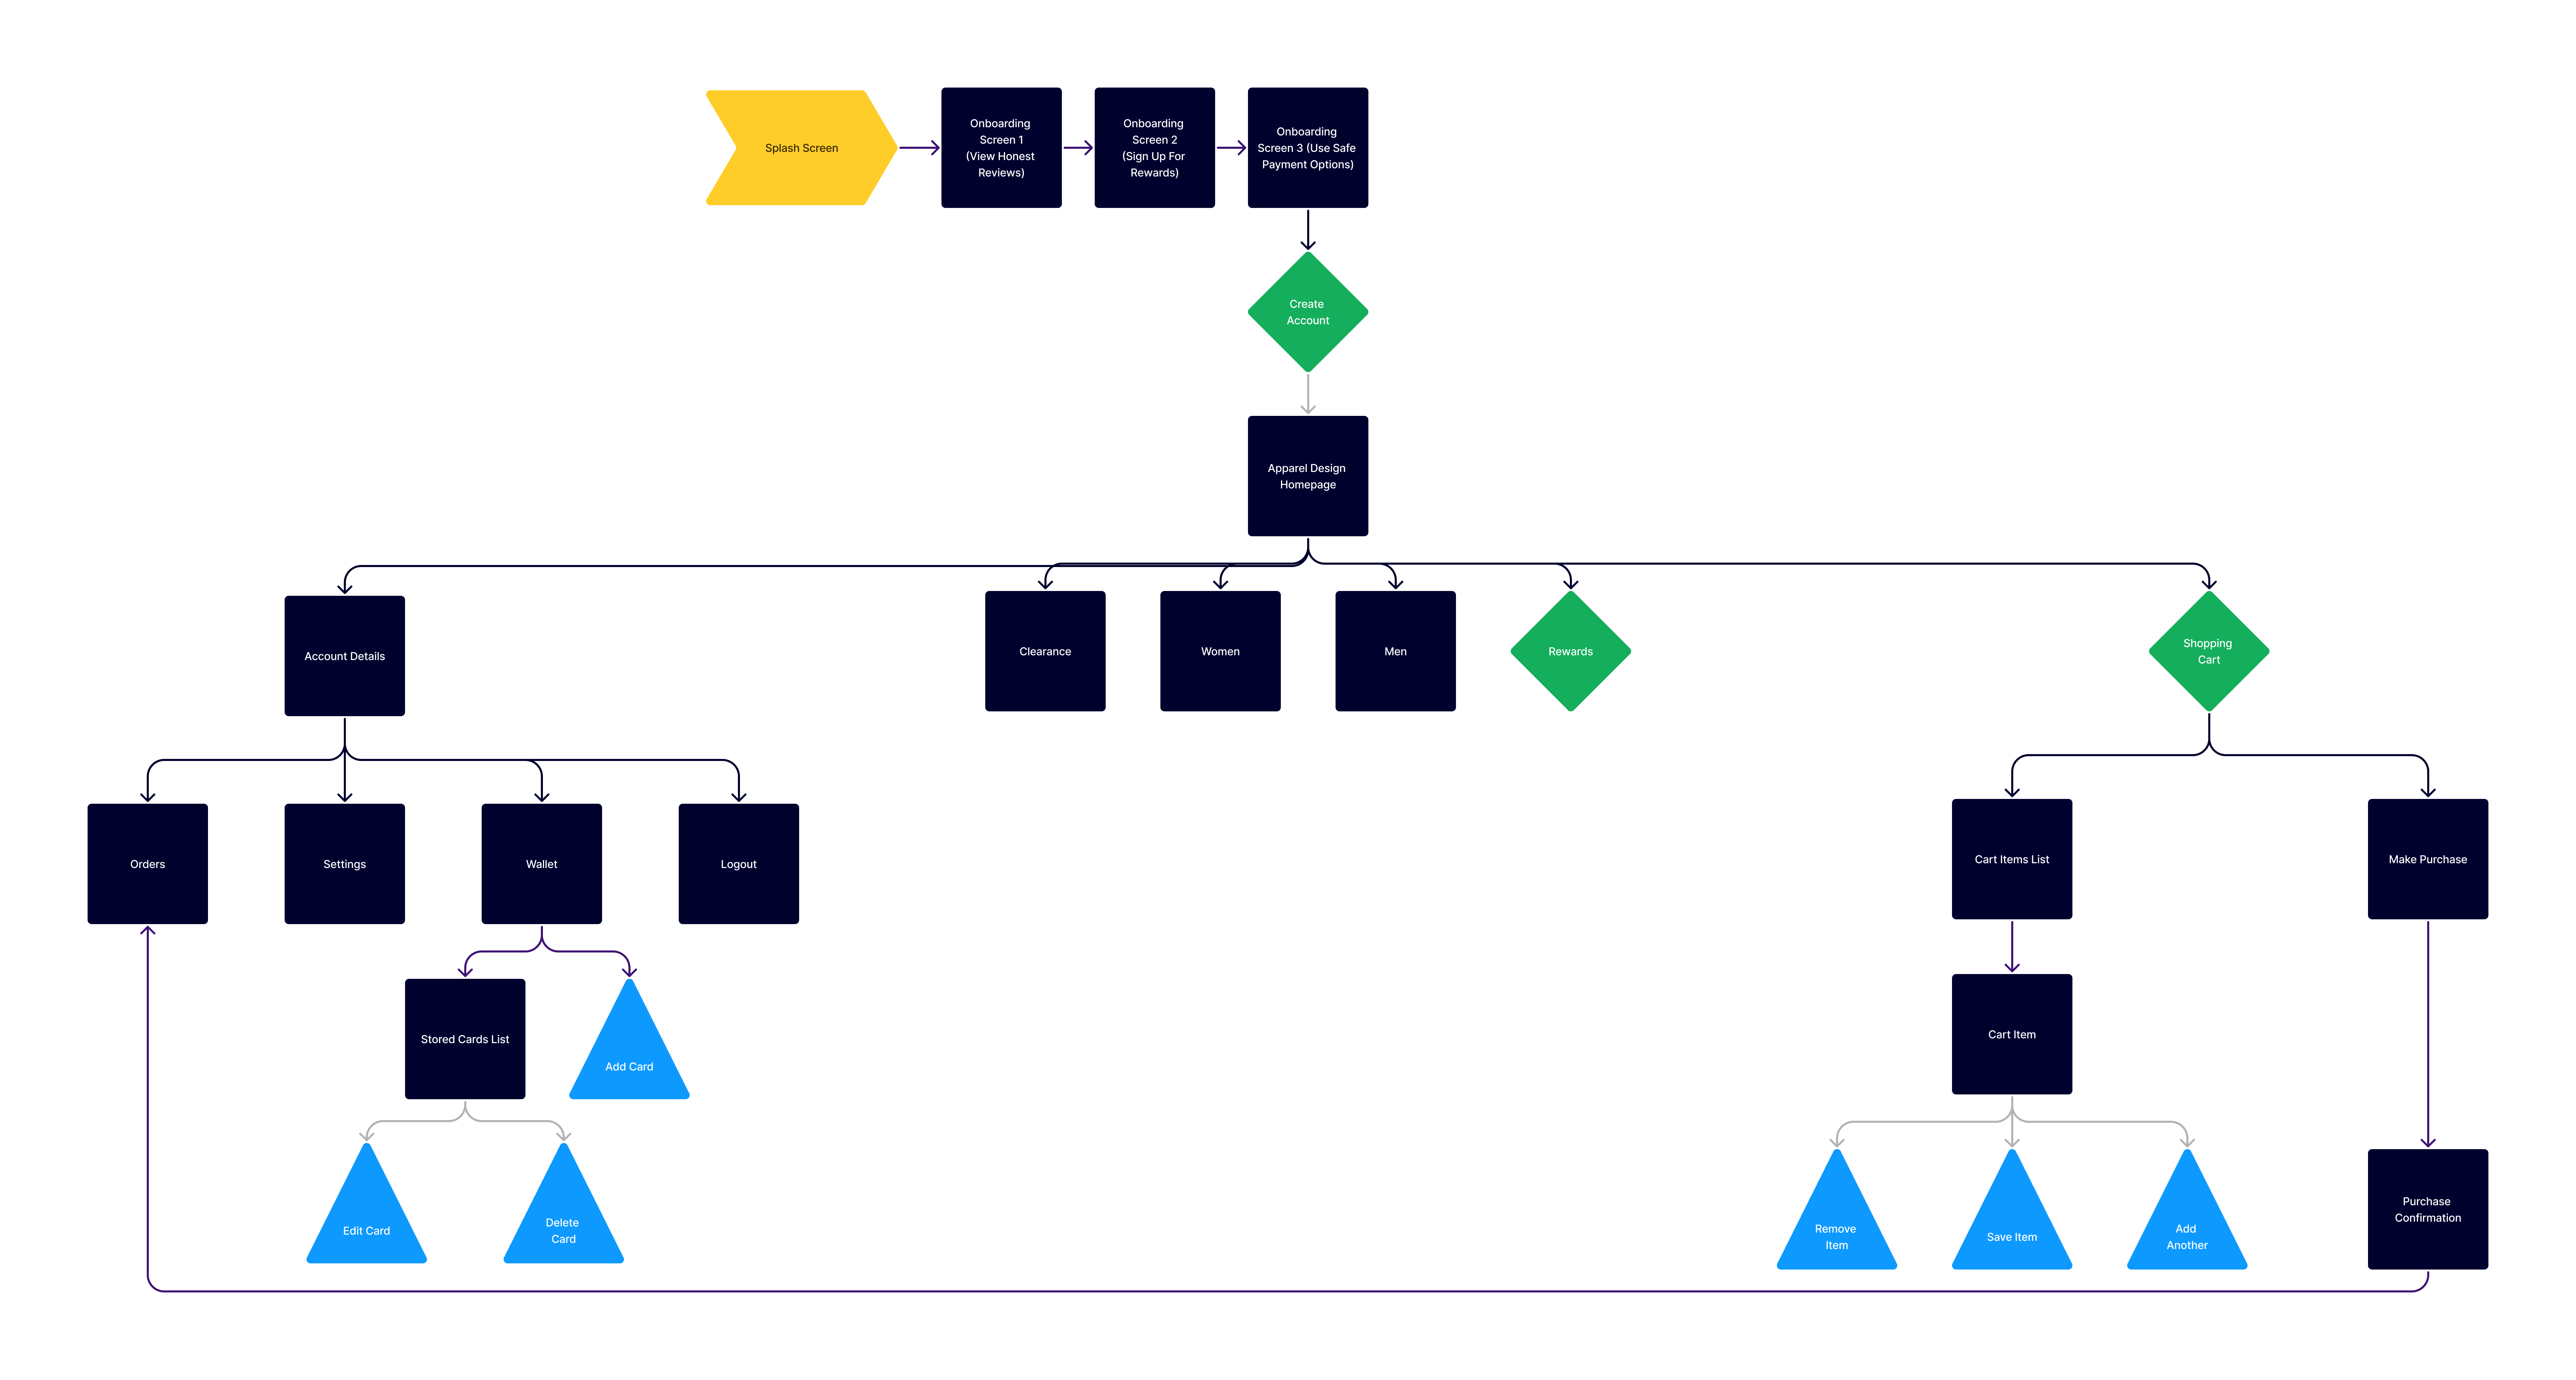 Splash Screen
Onboarding
Screen 1
(View Honest
Reviews)
Onboarding
Screen 2
(Sign Up For
Rewards)
Onboarding
Screen 3 (Use Safe
Payment Options)
Create
Account
Apparel Design
Homepage
Account Details
Clearance
Women
Men
Rewards
Shopping
Cart
Orders
Settings
Wallet
Logout
Cart Items List
Make Purchase
Stored Cards List
Add Card
Cart Item
Edit Card
Delete
Card
Remove
Item
Save Item
Add
Another
Purchase
Confirmation